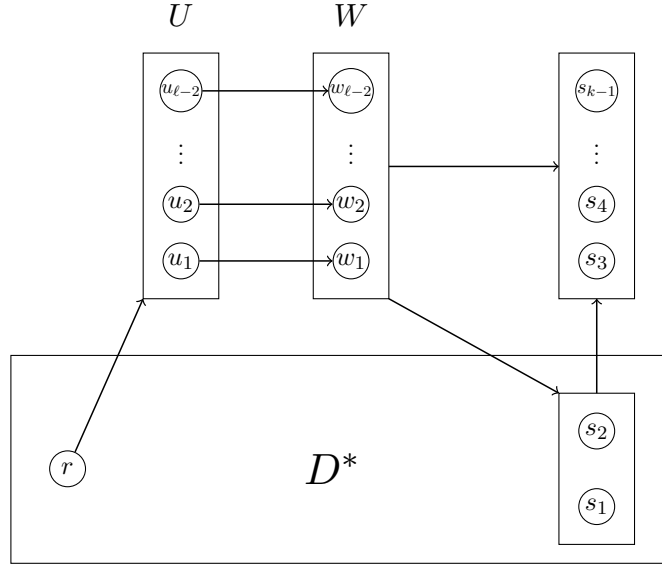 U W
u_{ℓ−2} w_{ℓ−2} s_{k−1}
⋮ ⋮ ⋮
u_2 w_2 s_4
u_1 w_1 s_3
s_2
r D*
s_1